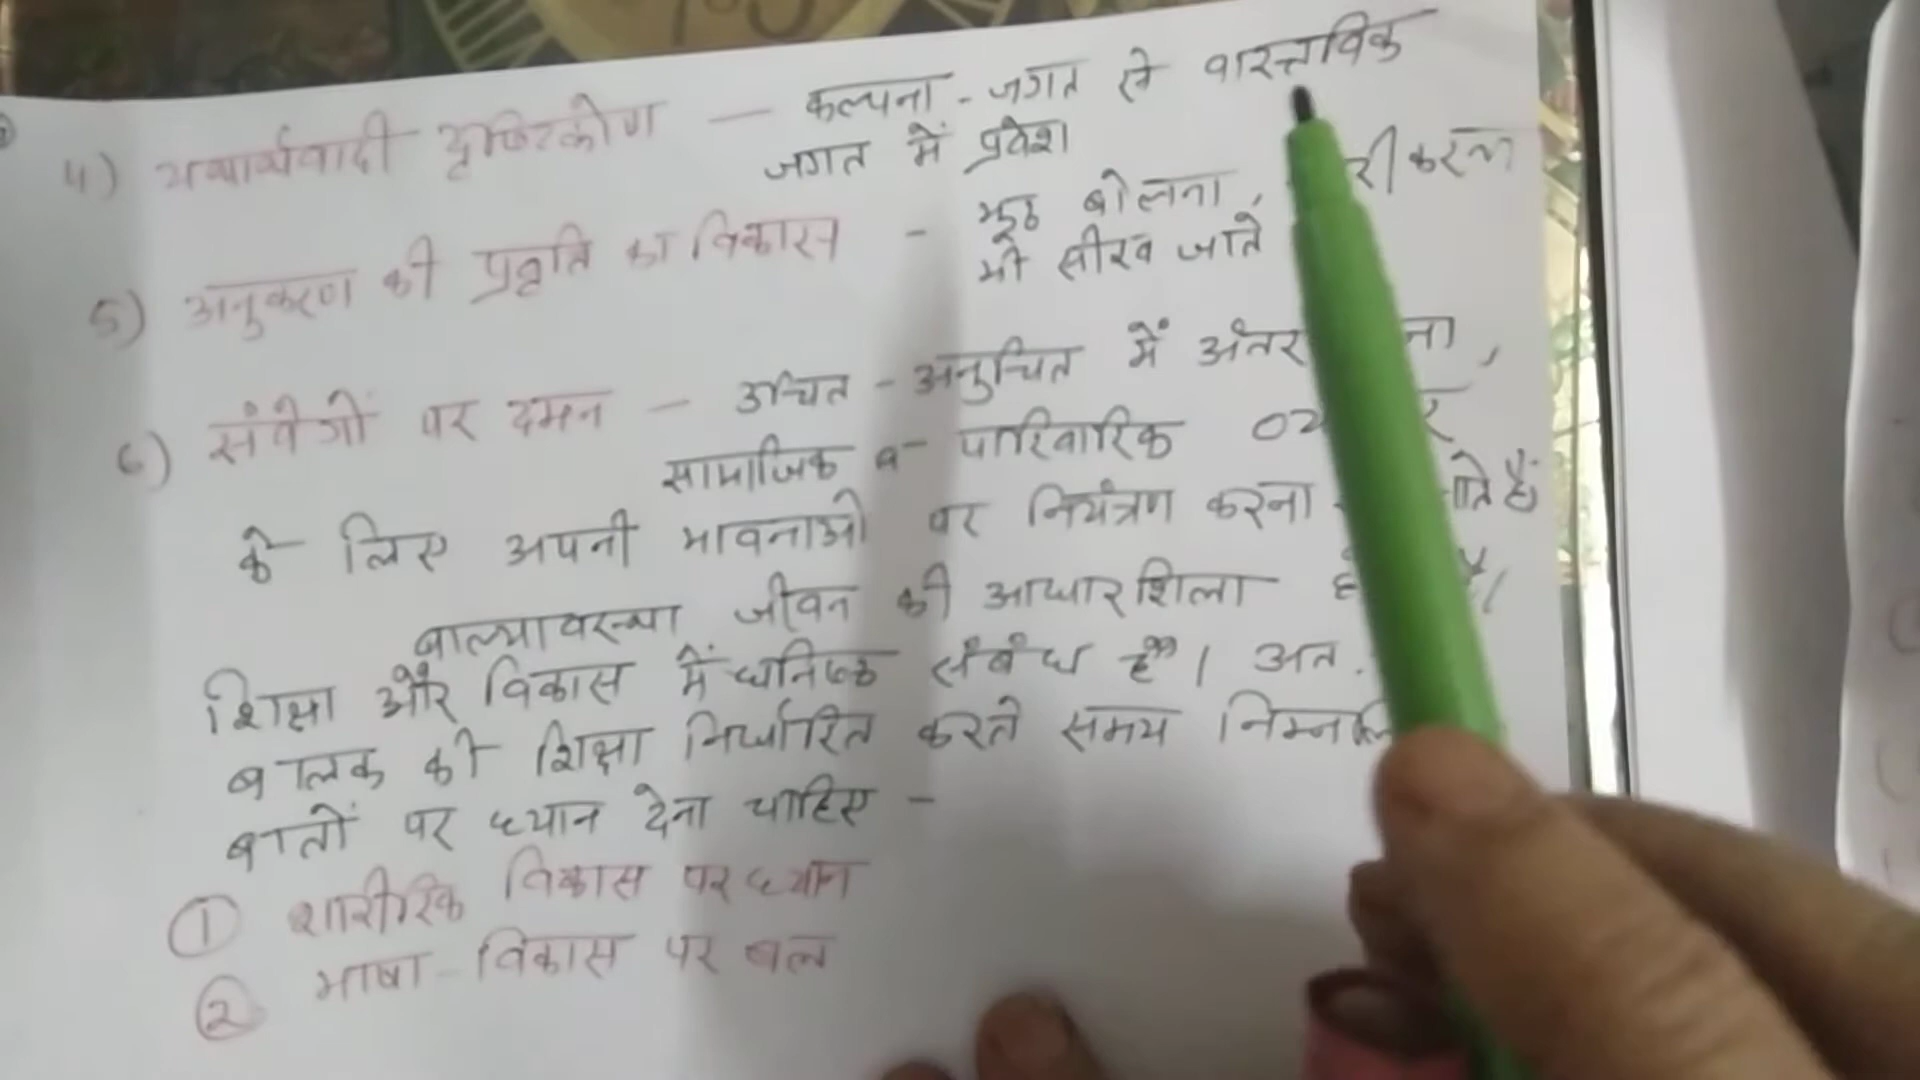 4) यथार्थवादी दृष्टिकोण — कल्पना - जगत से वास्तविक
जगत में प्रवेश
5) अनुकरण की प्रवृति का विकास - झूठ बोलना, री करना
भी सीख जाते
6) संवेगों पर दमन — उचित - अनुचित में अंतर ना,
सामाजिक व पारिवारिक
के लिए अपनी भावनाओ पर नियंत्रण करना हैं
बाल्यावस्था जीवन की आधारशिला है।
शिक्षा और विकास में घनिष्ठ संबंध है। अत.
बालक की शिक्षा निर्धारित करते समय
बातों पर ध्यान देना चाहिए -
① शारीरिक विकास पर ध्यान
② भाषा - विकास पर बल